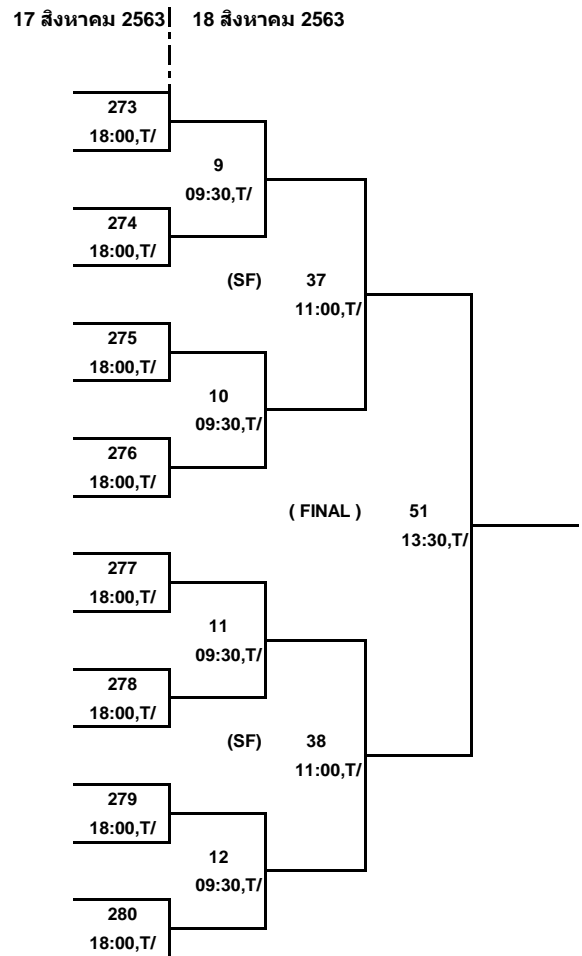 17 สิงหาคม 2563 18 สิงหาคม 2563
273
18:00,T/
9
09:30,T/
274
18:00,T/
(SF) 37
11:00,T/
275
18:00,T/
10
09:30,T/
276
18:00,T/
( FINAL ) 51
13:30,T/
277
18:00,T/
11
09:30,T/
278
18:00,T/
(SF) 38
11:00,T/
279
18:00,T/
12
09:30,T/
280
18:00,T/